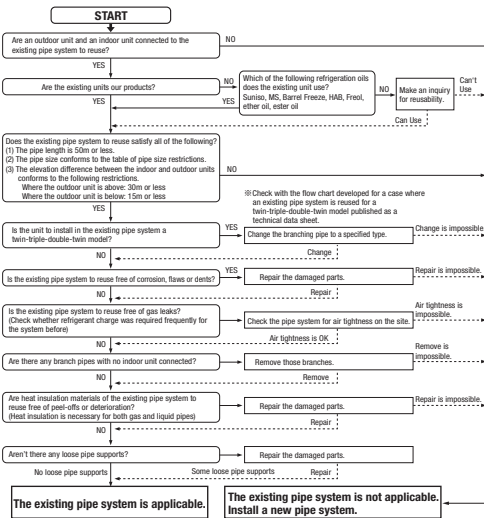 START
Are an outdoor unit and an indoor unit connected to the
existing pipe system to reuse?
NO
YES
Are the existing units our products?
NO
YES
Which of the following refrigeration oils
does the existing unit use?
Suniso, MS, Barrel Freeze, HAB, Freol,
ether oil, ester oil
NO
YES
Make an inquiry
for reusability.
Can't
Use
Can Use
Does the existing pipe system to reuse satisfy all of the following?
(1) The pipe length is 50m or less.
(2) The pipe size conforms to the table of pipe size restrictions.
(3) The elevation difference between the indoor and outdoor units
conforms to the following restrictions.
Where the outdoor unit is above: 30m or less
Where the outdoor unit is below: 15m or less
NO
YES
※Check with the flow chart developed for a case where
an existing pipe system is reused for a
twin-triple-double-twin model published as a
technical data sheet.
Is the unit to install in the existing pipe system a
twin-triple-double-twin model?
YES
Change the branching pipe to a specified type.
Change is impossible.
NO
Change
Is the existing pipe system to reuse free of corrosion, flaws or dents?
YES
Repair the damaged parts.
Repair is impossible.
NO
Repair
Is the existing pipe system to reuse free of gas leaks?
(Check whether refrigerant charge was required frequently for
the system before)
NO
Check the pipe system for air tightness on the site.
Air tightness is
impossible.
YES
Air tightness is OK
Are there any branch pipes with no indoor unit connected?
YES
Remove those branches.
Remove is
impossible.
NO
Remove
Are heat insulation materials of the existing pipe system to
reuse free of peel-offs or deterioration?
(Heat insulation is necessary for both gas and liquid pipes)
YES
Repair the damaged parts.
Repair is impossible.
NO
Repair
Aren't there any loose pipe supports?
Repair the damaged parts.
No loose pipe supports
Some loose pipe supports
Repair
The existing pipe system is applicable.
The existing pipe system is not applicable.
Install a new pipe system.